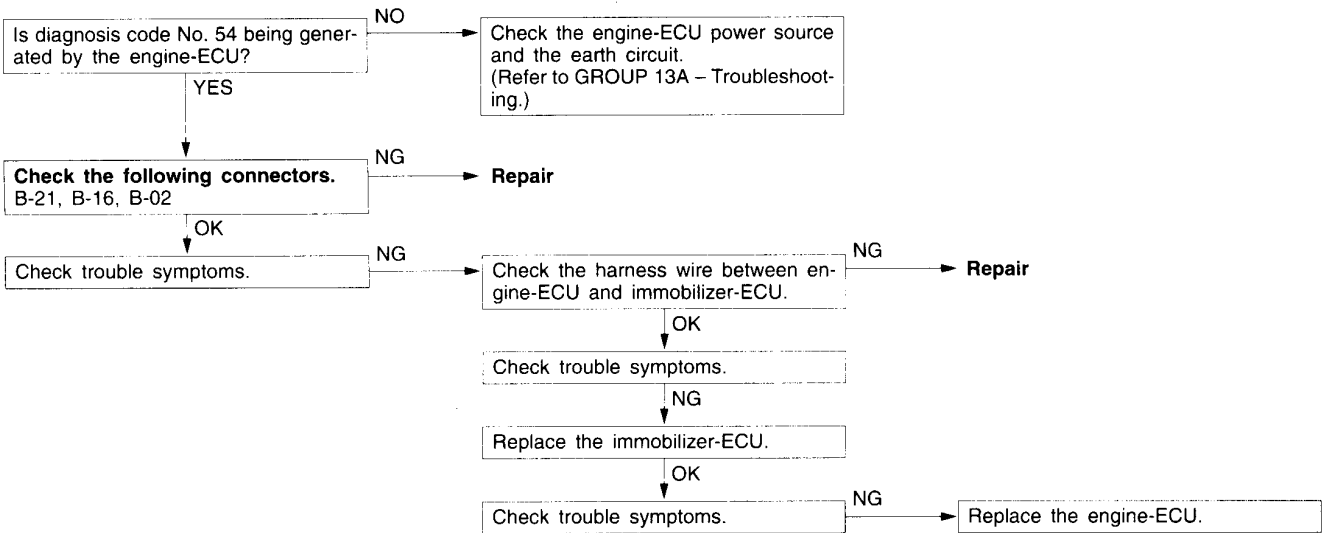 Is diagnosis code No. 54 being gener-
ated by the engine-ECU?
NO
Check the engine-ECU power source
and the earth circuit.
(Refer to GROUP 13A – Troubleshoot-
ing.)
YES
Check the following connectors.
B-21, B-16, B-02
NG
Repair
OK
Check trouble symptoms.
NG
Check the harness wire between en-
gine-ECU and immobilizer-ECU.
NG
Repair
OK
Check trouble symptoms.
NG
Replace the immobilizer-ECU.
OK
Check trouble symptoms.
NG
Replace the engine-ECU.